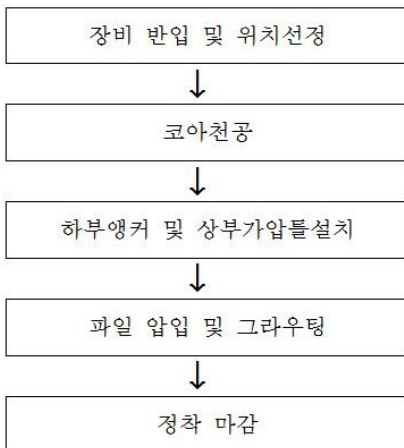 장비 반입 및 위치선정
↓
코아천공
↓
하부앵커 및 상부가압틀설치
↓
파일 압입 및 그라우팅
↓
정착 마감